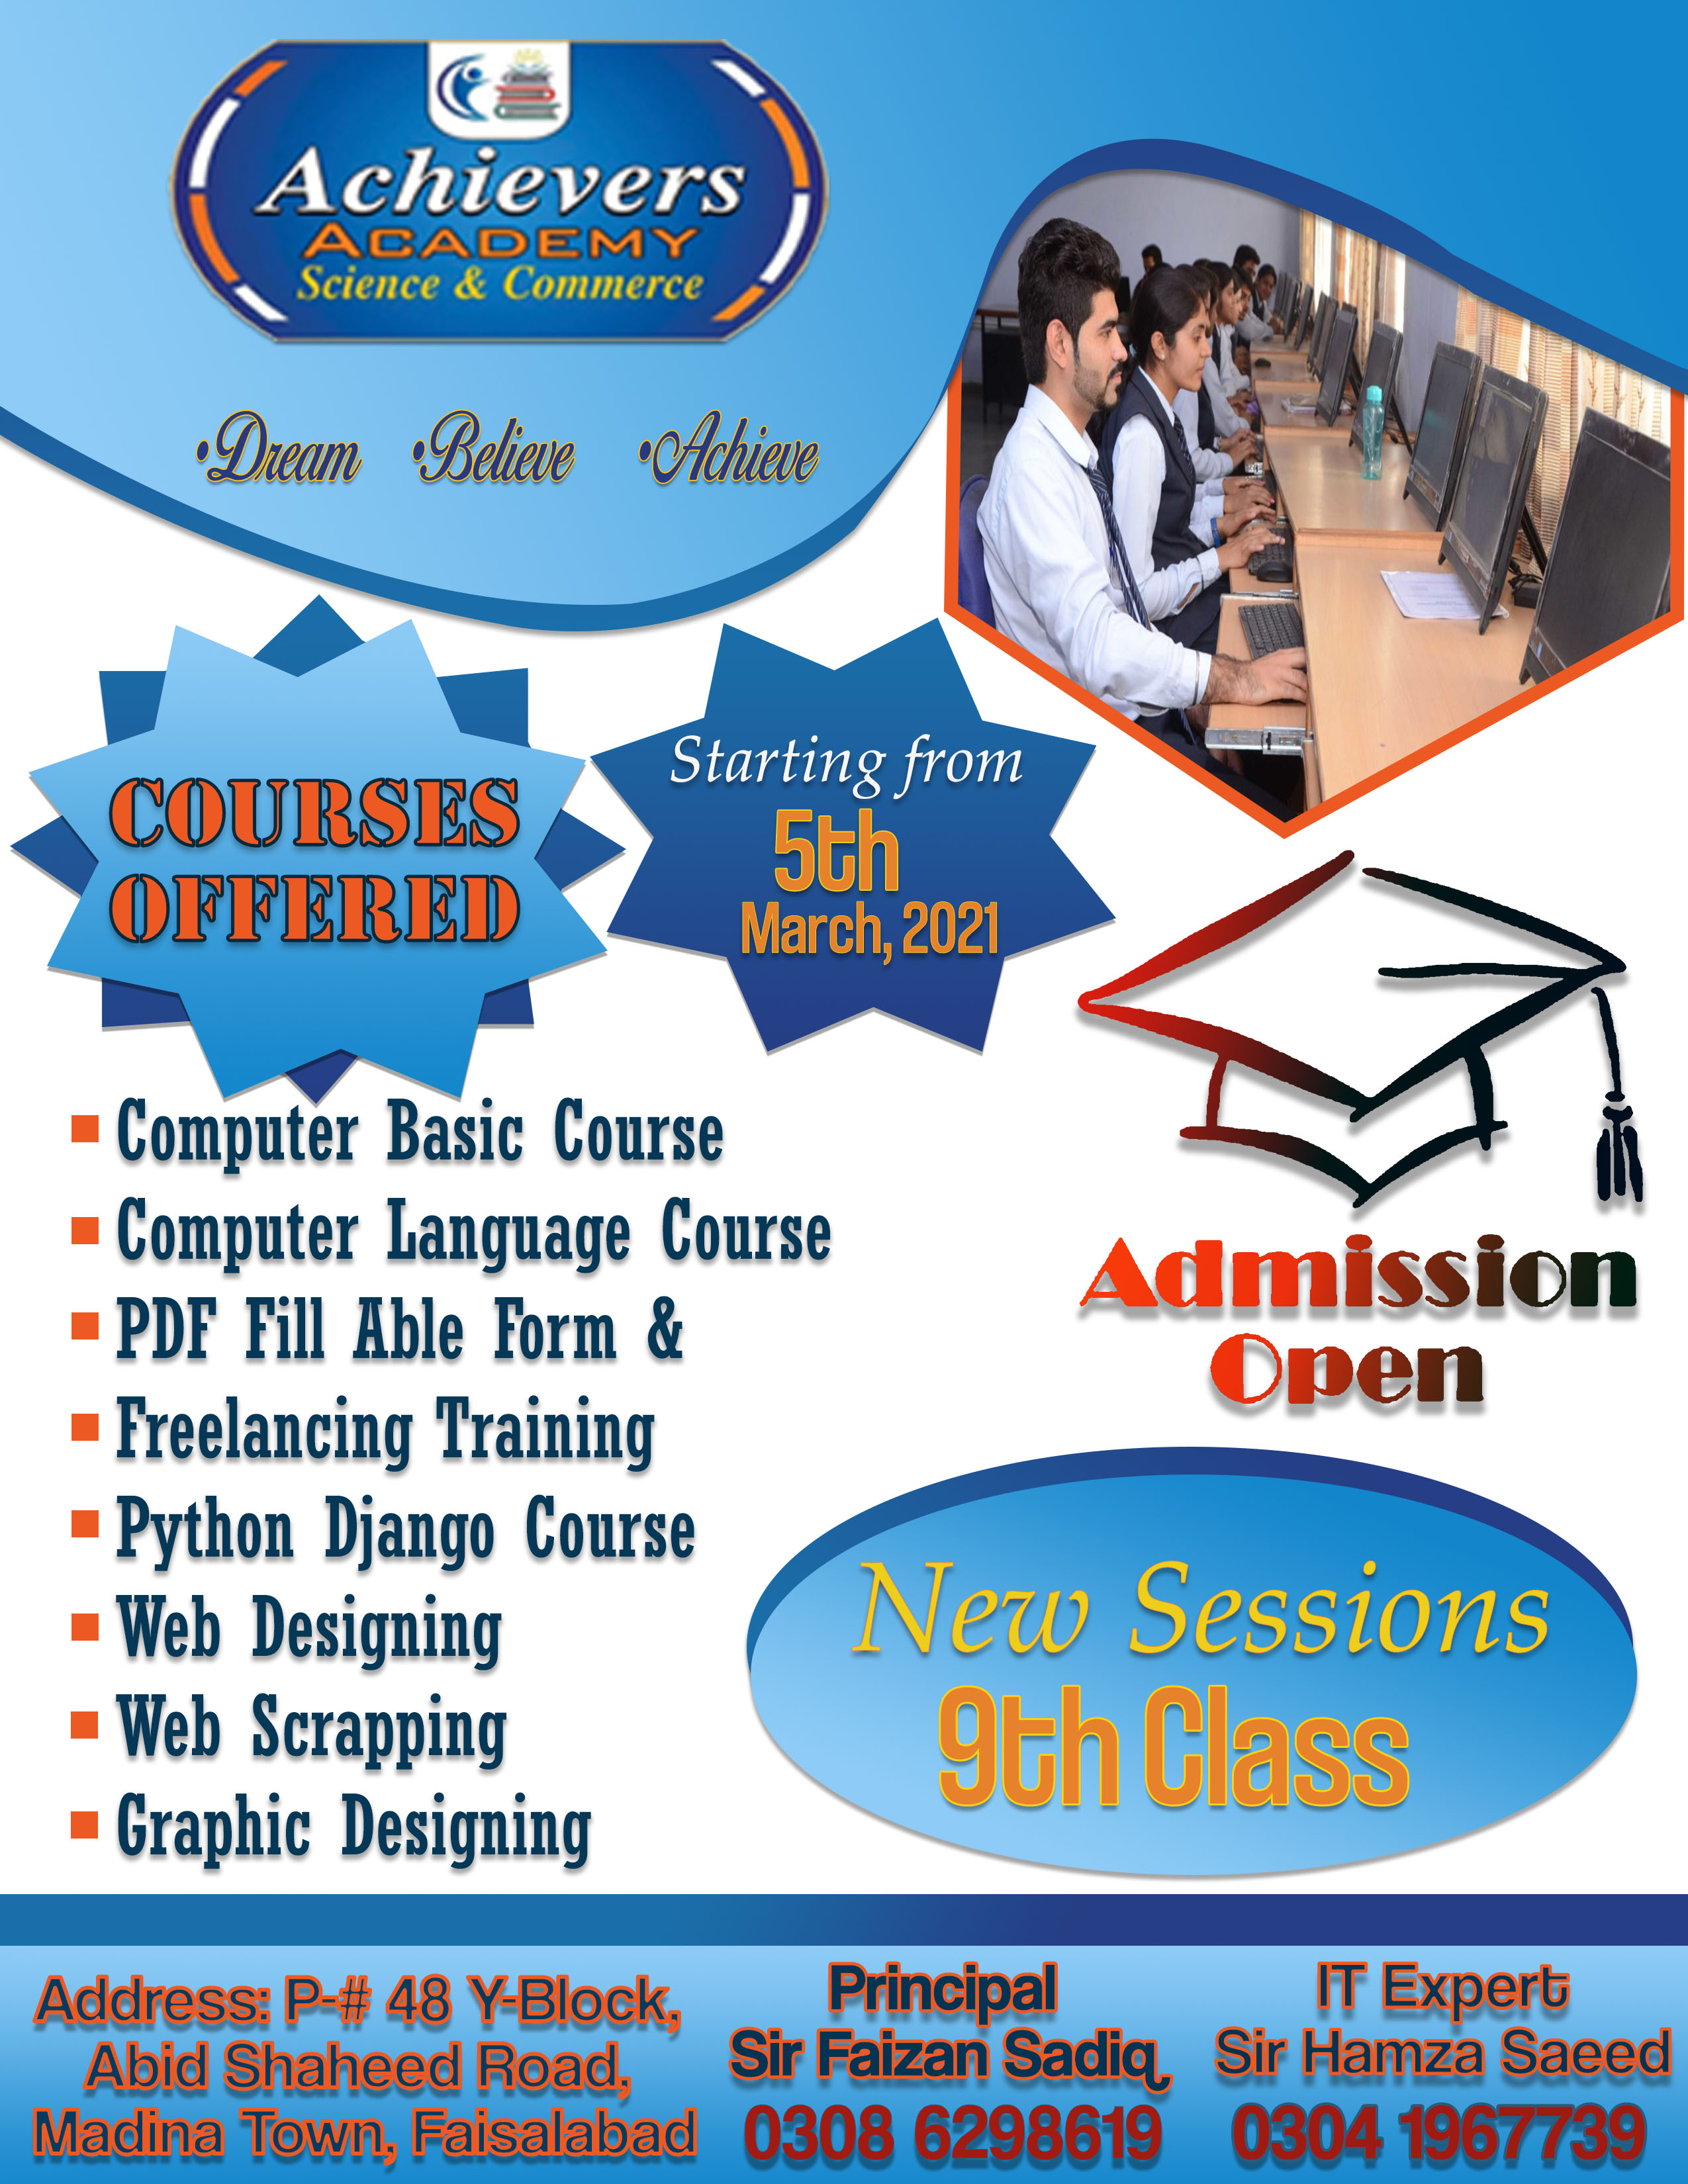 Achievers
ACADEMY
Science & Commerce
•Dream •Believe •Achieve
COURSES
OFFERED
Starting from
5th
March, 2021
▪ Computer Basic Course
▪ Computer Language Course
▪ PDF Fill Able Form &
▪ Freelancing Training
▪ Python Django Course
▪ Web Designing
▪ Web Scrapping
▪ Graphic Designing
Admission
Open
New Sessions
9th Class
Address: P-# 48 Y-Block,
Abid Shaheed Road,
Madina Town, Faisalabad
Principal
Sir Faizan Sadiq
0308 6298619
IT Expert
Sir Hamza Saeed
0304 1967739